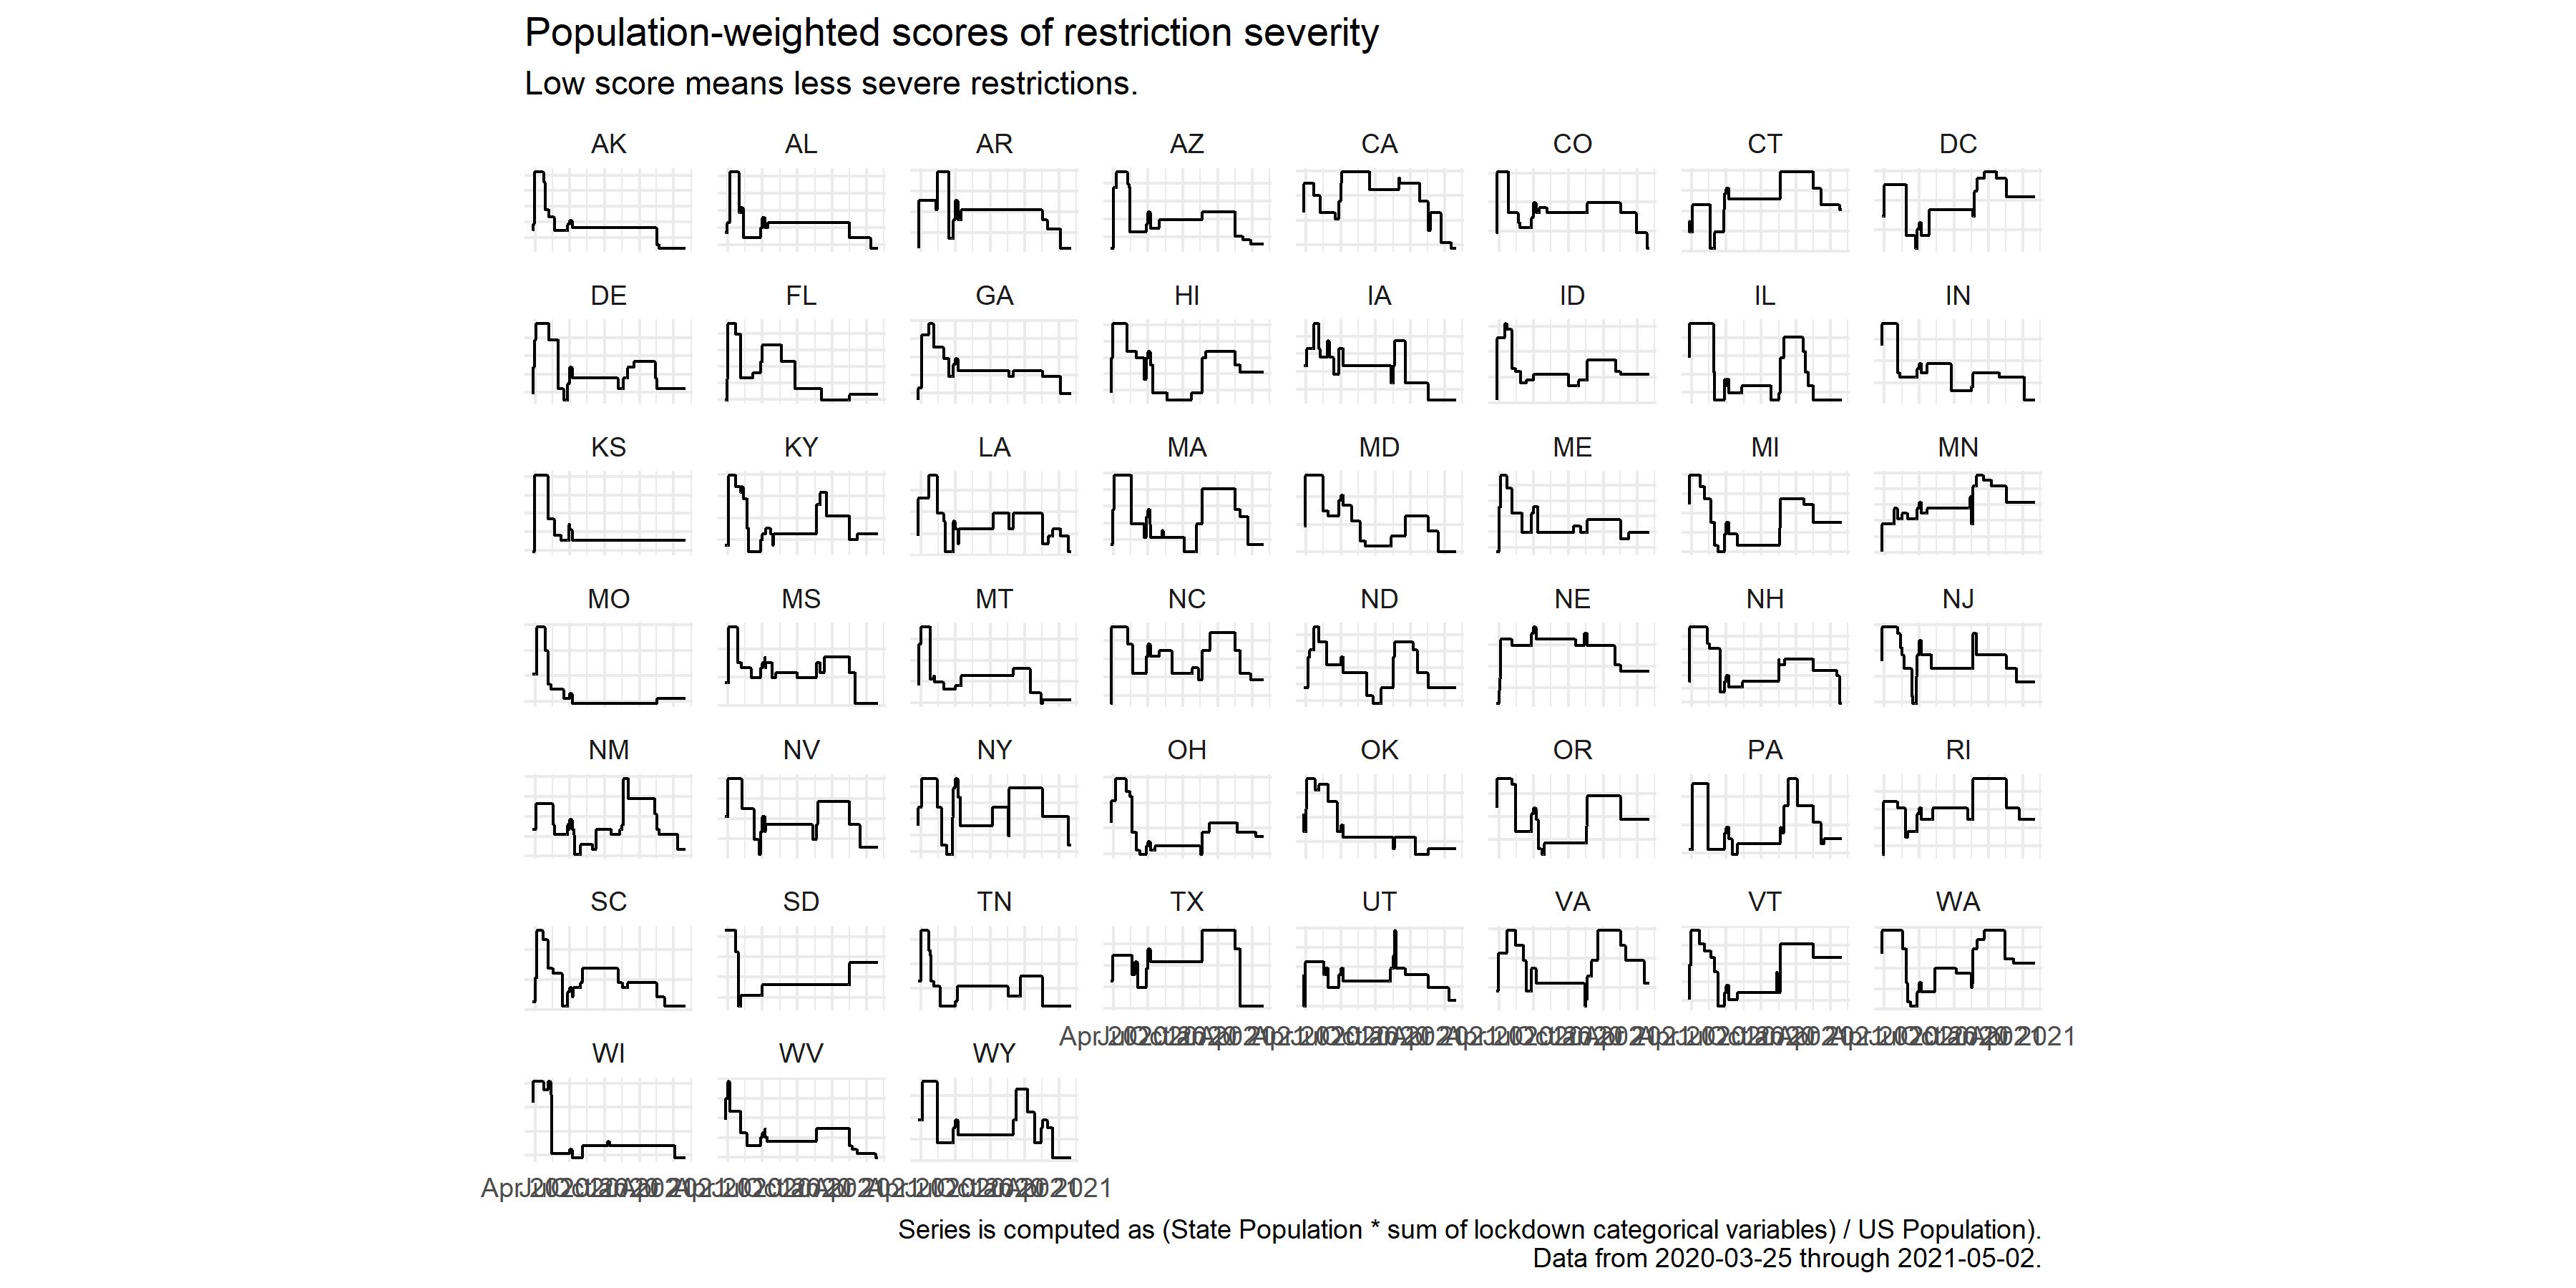 Population-weighted scores of restriction severity
Low score means less severe restrictions.
AK AL AR AZ CA CO CT DC
DE FL GA HI IA ID IL IN
KS KY LA MA MD ME MI MN
MO MS MT NC ND NE NH NJ
NM NV NY OH OK OR PA RI
SC SD TN TX UT VA VT WA
WI WV WY
Series is computed as (State Population * sum of lockdown categorical variables) / US Population).
Data from 2020-03-25 through 2021-05-02.